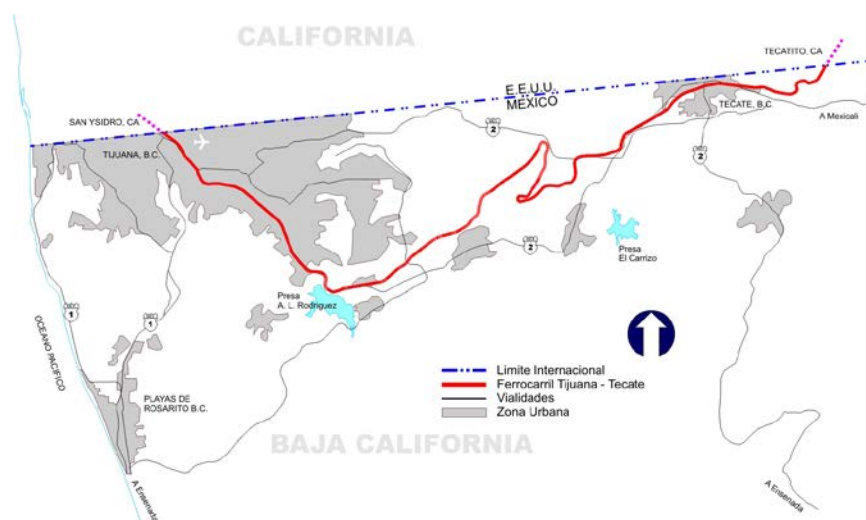 CALIFORNIA
TECATITO, CA
E.E.U.U.
MÉXICO
SAN YSIDRO, CA
TECATE, B.C.
A Mexicali
TIJUANA, B.C.
2
2
2
Presa
El Carrizo
Presa
A. L. Rodriguez
1
1
OCEANO PACIFICO
PLAYAS DE
ROSARITO B.C.
Limite Internacional
Ferrocarril Tijuana - Tecate
Vialidades
Zona Urbana
BAJA CALIFORNIA
A Ensenada
A Ensenada